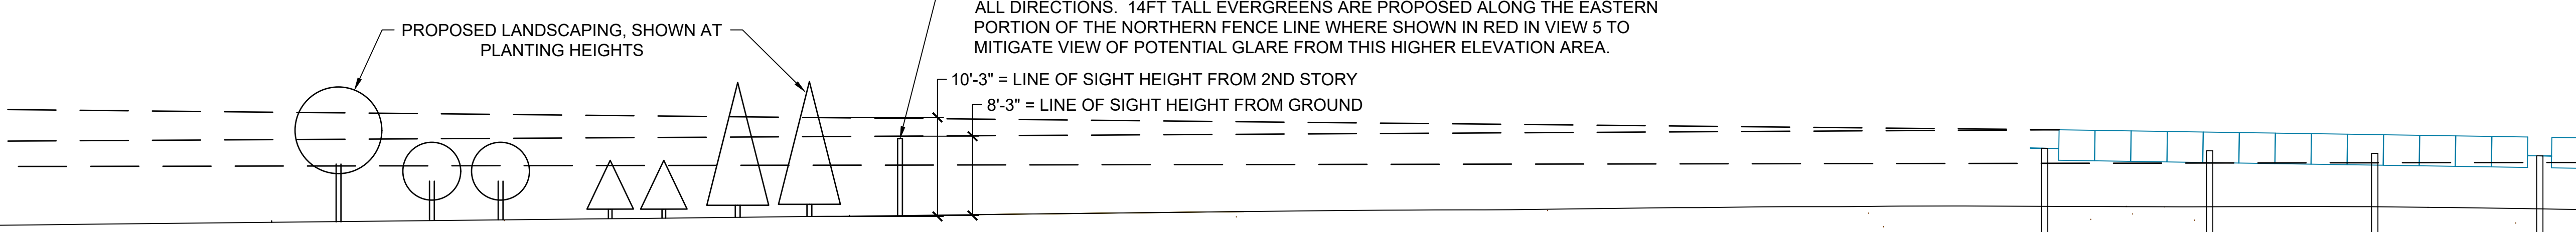 ALL DIRECTIONS. 14FT TALL EVERGREENS ARE PROPOSED ALONG THE EASTERN
PORTION OF THE NORTHERN FENCE LINE WHERE SHOWN IN RED IN VIEW 5 TO
MITIGATE VIEW OF POTENTIAL GLARE FROM THIS HIGHER ELEVATION AREA.
PROPOSED LANDSCAPING, SHOWN AT
PLANTING HEIGHTS
10'-3" = LINE OF SIGHT HEIGHT FROM 2ND STORY
8'-3" = LINE OF SIGHT HEIGHT FROM GROUND